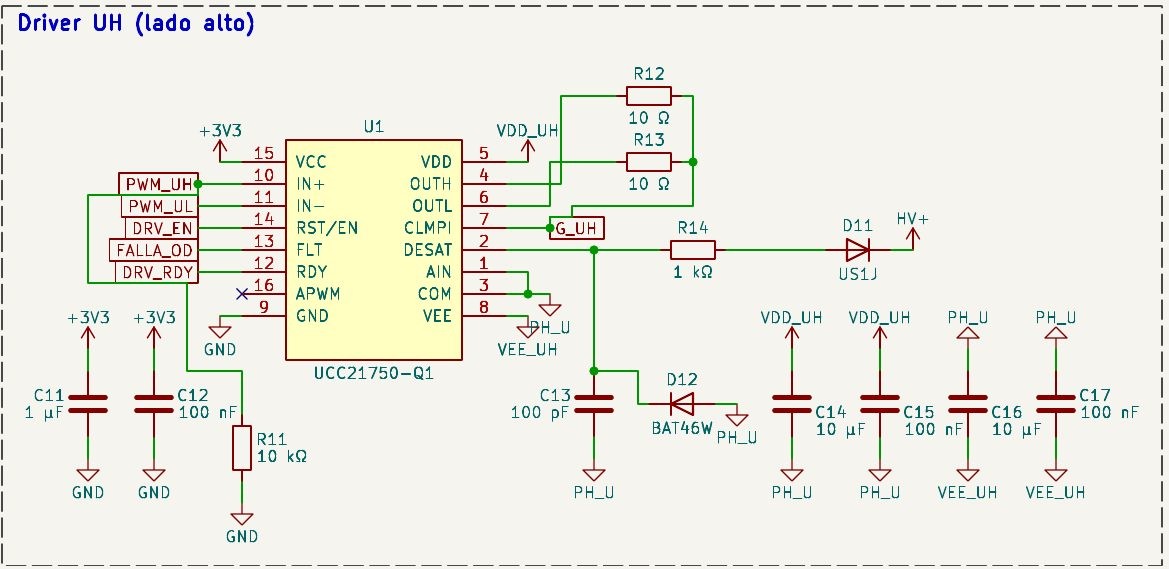 Driver UH (lado alto)
R12
10 Ω
R13
10 Ω
U1
+3V3
VDD_UH
15 VCC VDD 5
PWM_UH 10 IN+ OUTH 4
PWM_UL 11 IN- OUTL 6
DRV_EN 14 RST/EN CLMPI 7 G_UH
FALLA_OD 13 FLT DESAT 2
DRV_RDY 12 RDY AIN 1
16 APWM COM 3
9 GND VEE 8
GND
PH_U
VEE_UH
UCC21750-Q1
R14
1 kΩ
D11
US1J
HV+
+3V3
+3V3
C11
1 µF
C12
100 nF
GND
GND
R11
10 kΩ
GND
C13
100 pF
PH_U
D12
BAT46W
PH_U
VDD_UH
VDD_UH
PH_U
PH_U
C14
10 µF
C15
100 nF
C16
10 µF
C17
100 nF
PH_U
PH_U
VEE_UH
VEE_UH